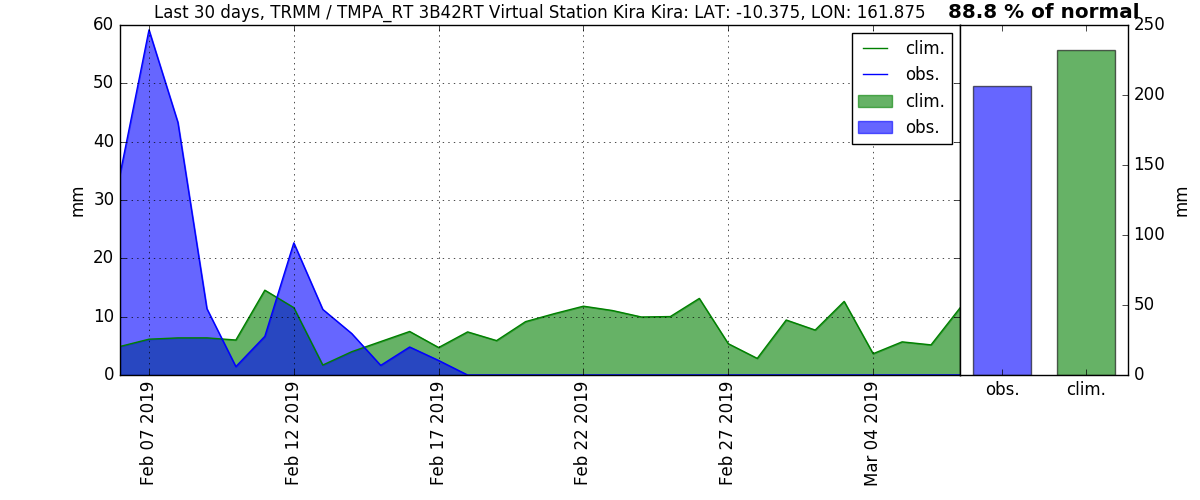 Last 30 days, TRMM / TMPA_RT 3B42RT Virtual Station Kira Kira: LAT: -10.375, LON: 161.875
88.8 % of normal
60
50
40
30
20
10
0
mm
clim.
obs.
clim.
obs.
Feb 07 2019
Feb 12 2019
Feb 17 2019
Feb 22 2019
Feb 27 2019
Mar 04 2019
250
200
150
100
50
0
mm
obs.
clim.